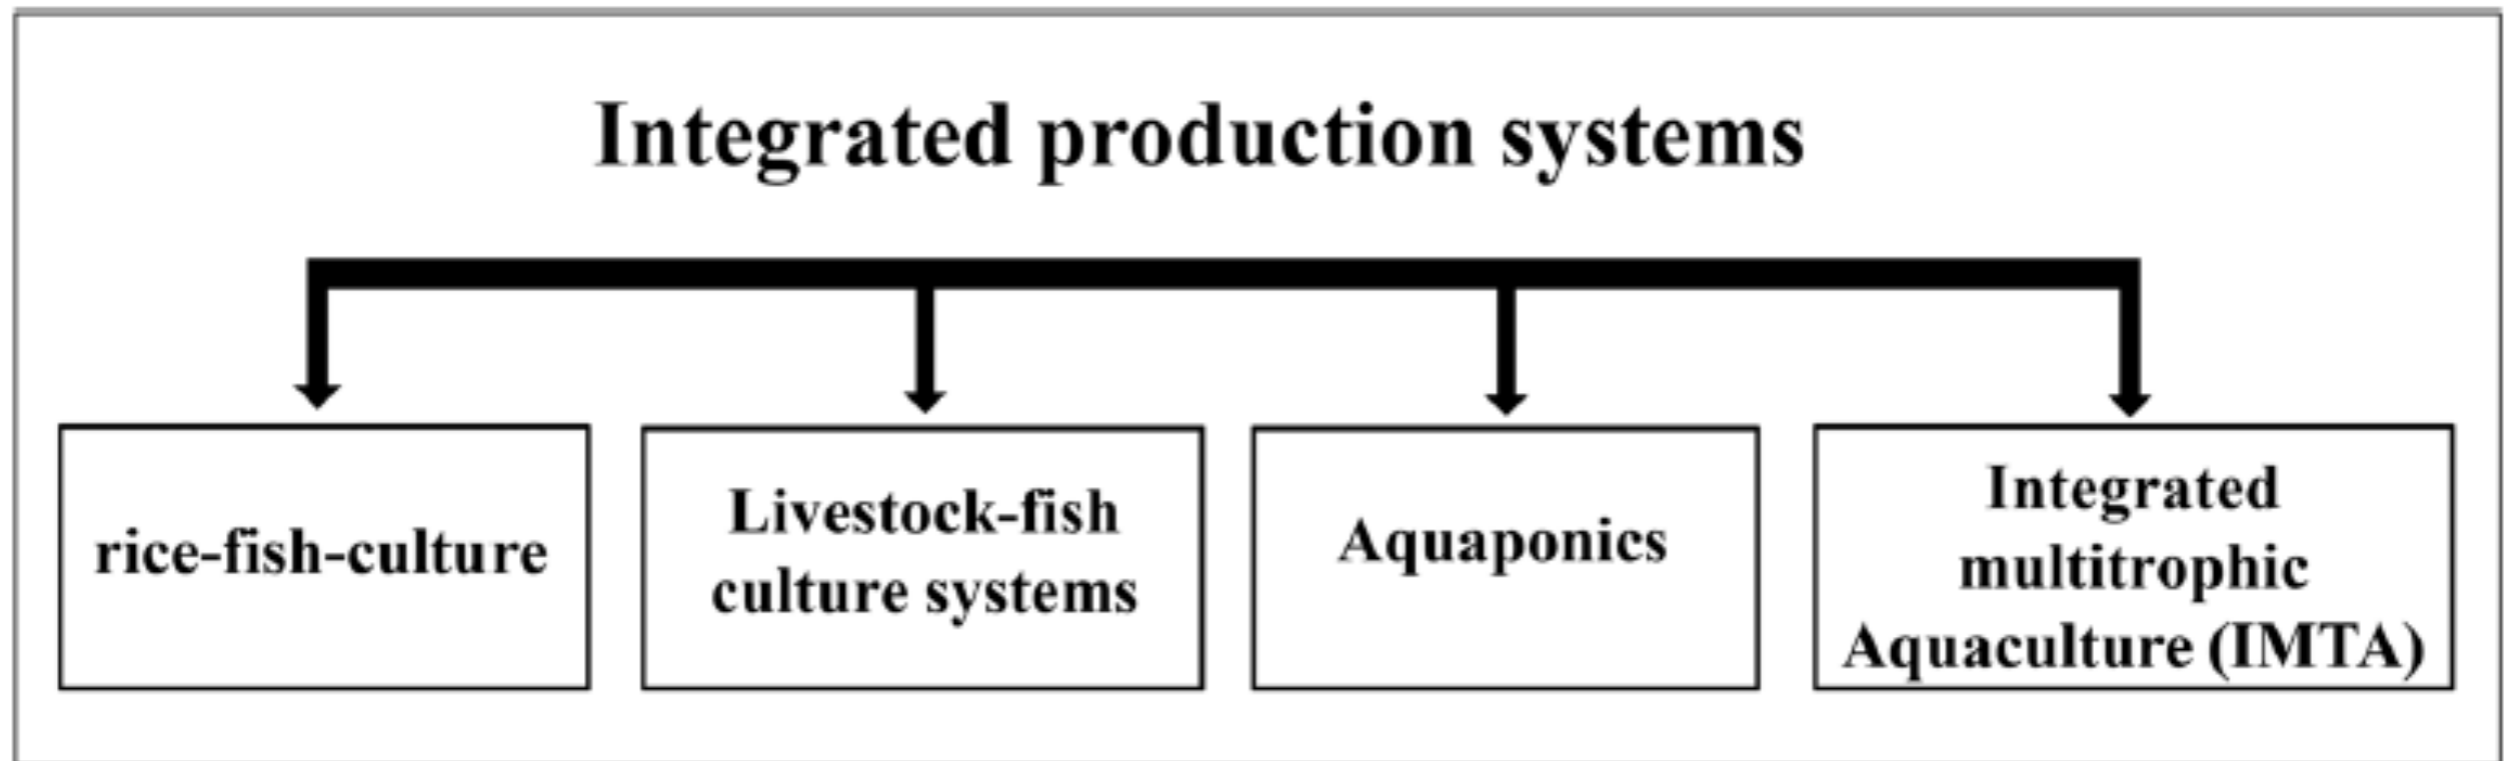 Integrated production systems
rice-fish-culture
Livestock-fish
culture systems
Aquaponics
Integrated
multitrophic
Aquaculture (IMTA)